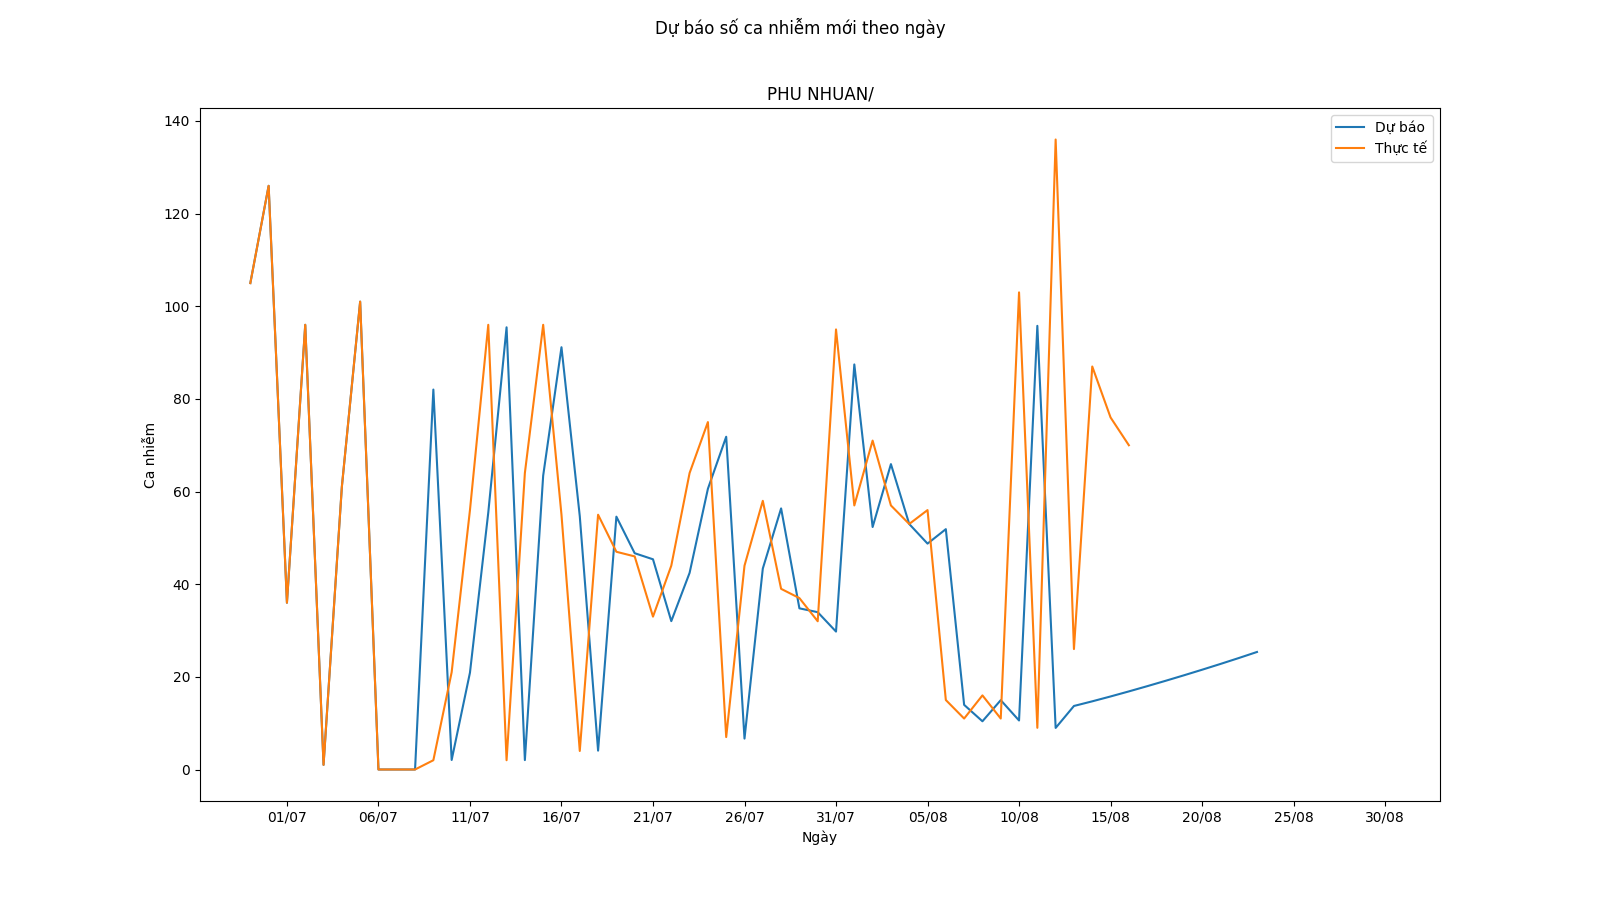 Dự báo số ca nhiễm mới theo ngày
PHU NHUAN/
Dự báo
Thực tế
140
120
100
80
60
40
20
0
Ca nhiễm
01/07 06/07 11/07 16/07 21/07 26/07 31/07 05/08 10/08 15/08 20/08 25/08 30/08
Ngày